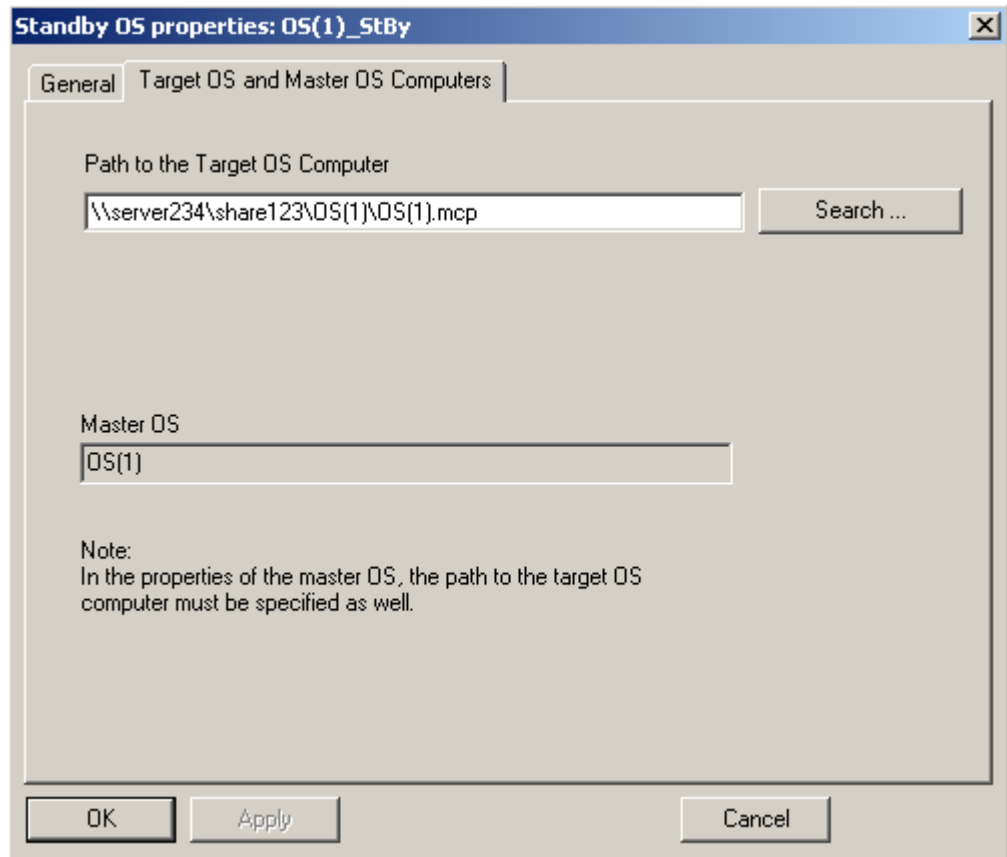 Standby OS properties: OS(1)_StBy
General
Target OS and Master OS Computers
Path to the Target OS Computer
\\server234\share123\OS(1)\OS(1).mcp
Search ...
Master OS
OS(1)
Note:
In the properties of the master OS, the path to the target OS
computer must be specified as well.
OK
Apply
Cancel